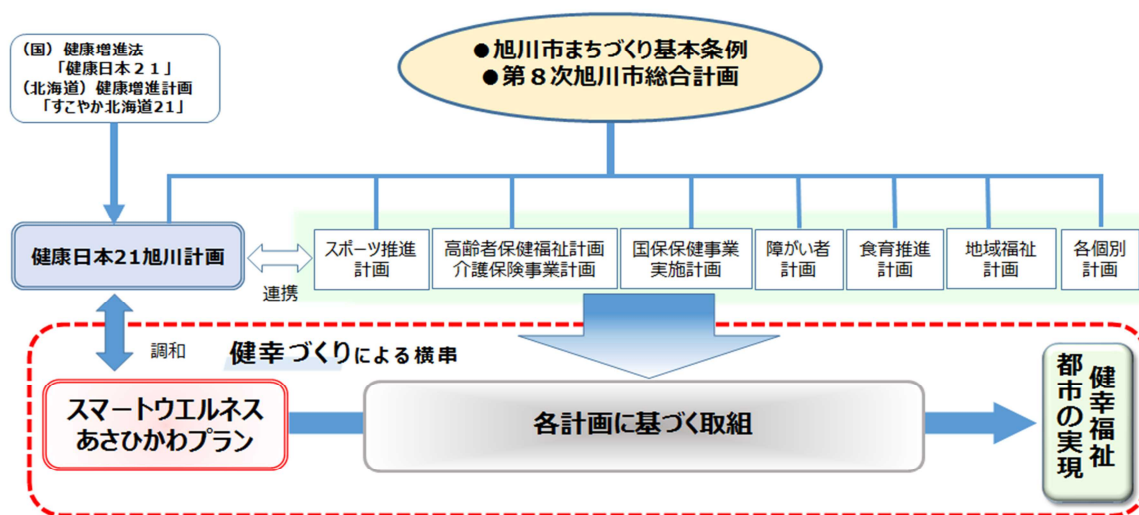 （国）健康増進法
「健康日本２１」
（北海道）健康増進計画
「すこやか北海道21」
●旭川市まちづくり基本条例
●第８次旭川市総合計画
健康日本21旭川計画
連携
スポーツ推進
計画
高齢者保健福祉計画
介護保険事業計画
国保保健事業
実施計画
障がい者
計画
食育推進
計画
地域福祉
計画
各個別
計画
調和
健幸づくりによる横串
スマートウエルネス
あさひかわプラン
各計画に基づく取組
健幸福祉
都市の実現